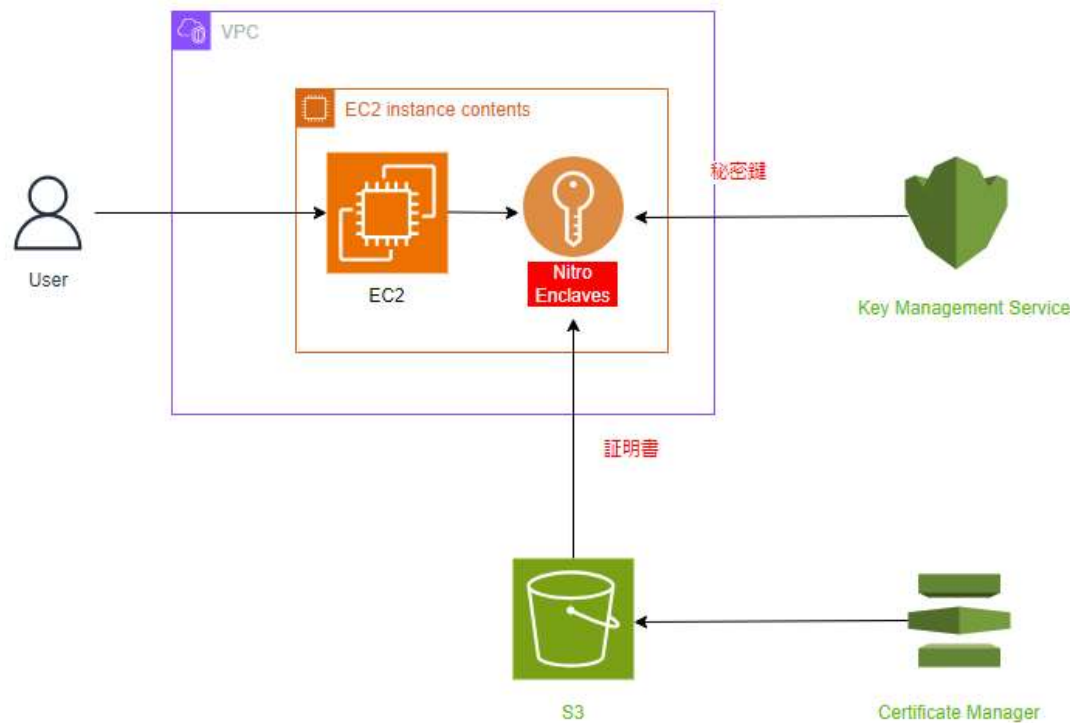 VPC
EC2 instance contents
秘密鍵
User
EC2
Nitro
Enclaves
Key Management Service
証明書
S3
Certificate Manager